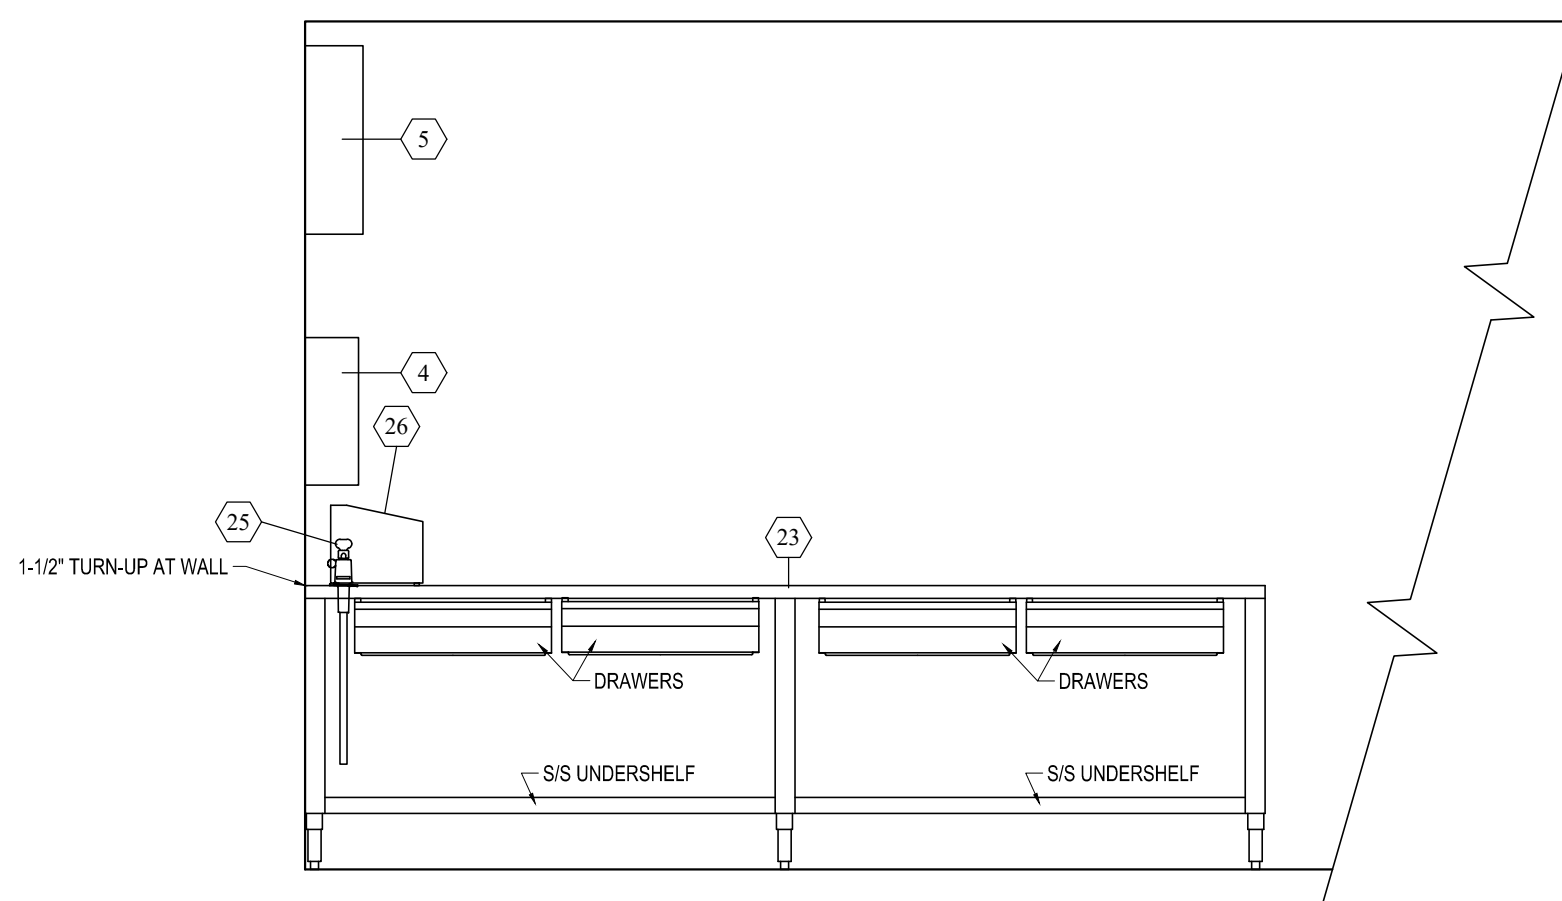 5
4
26
25
23
1-1/2" TURN-UP AT WALL
DRAWERS
DRAWERS
S/S UNDERSHELF
S/S UNDERSHELF